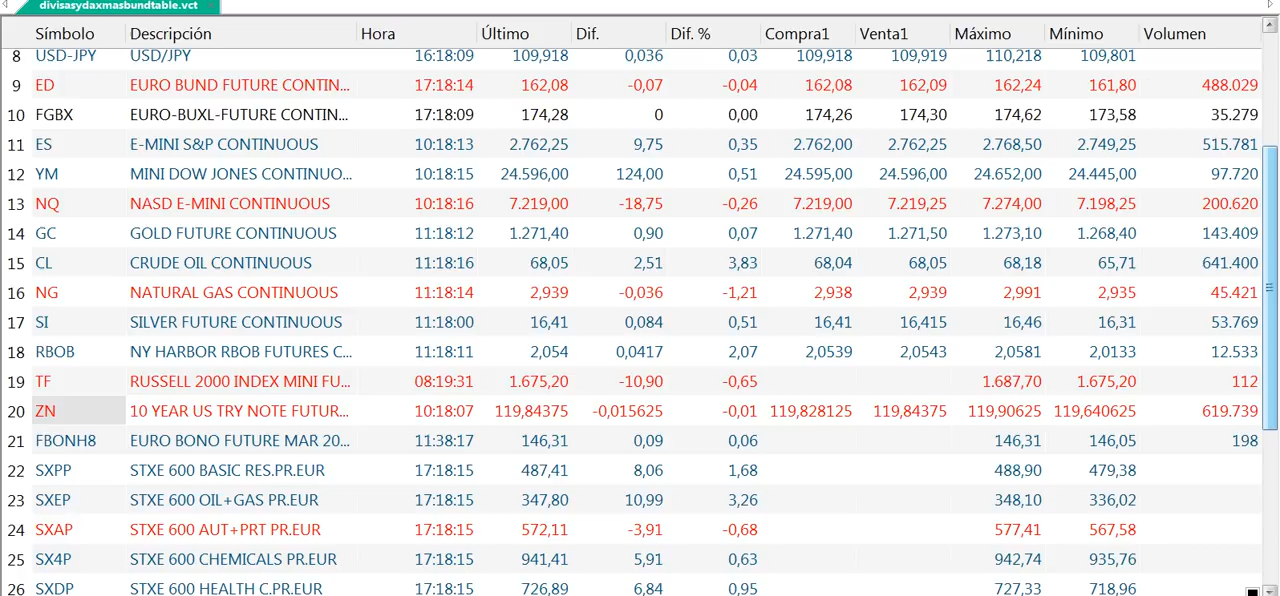 divisasydaxmasbundtable.vct
Símbolo Descripción Hora Último Dif. Dif. % Compra1 Venta1 Máximo Mínimo Volumen
8 USD-JPY USD/JPY 16:18:09 109,918 0,036 0,03 109,918 109,919 110,218 109,801
9 ED EURO BUND FUTURE CONTIN... 17:18:14 162,08 -0,07 -0,04 162,08 162,09 162,24 161,80 488.029
10 FGBX EURO-BUXL-FUTURE CONTIN... 17:18:09 174,28 0 0,00 174,26 174,30 174,62 173,58 35.279
11 ES E-MINI S&P CONTINUOUS 10:18:13 2.762,25 9,75 0,35 2.762,00 2.762,25 2.768,50 2.749,25 515.781
12 YM MINI DOW JONES CONTINUO... 10:18:15 24.596,00 124,00 0,51 24.595,00 24.596,00 24.652,00 24.445,00 97.720
13 NQ NASD E-MINI CONTINUOUS 10:18:16 7.219,00 -18,75 -0,26 7.219,00 7.219,25 7.274,00 7.198,25 200.620
14 GC GOLD FUTURE CONTINUOUS 11:18:12 1.271,40 0,90 0,07 1.271,40 1.271,50 1.273,10 1.268,40 143.409
15 CL CRUDE OIL CONTINUOUS 11:18:16 68,05 2,51 3,83 68,04 68,05 68,18 65,71 641.400
16 NG NATURAL GAS CONTINUOUS 11:18:14 2,939 -0,036 -1,21 2,938 2,939 2,991 2,935 45.421
17 SI SILVER FUTURE CONTINUOUS 11:18:00 16,41 0,084 0,51 16,41 16,415 16,46 16,31 53.769
18 RBOB NY HARBOR RBOB FUTURES C... 11:18:11 2,054 0,0417 2,07 2,0539 2,0543 2,0581 2,0133 12.533
19 TF RUSSELL 2000 INDEX MINI FU... 08:19:31 1.675,20 -10,90 -0,65 1.687,70 1.675,20 112
20 ZN 10 YEAR US TRY NOTE FUTUR... 10:18:07 119,84375 -0,015625 -0,01 119,828125 119,84375 119,90625 119,640625 619.739
21 FBONH8 EURO BONO FUTURE MAR 20... 11:38:17 146,31 0,09 0,06 146,31 146,05 198
22 SXPP STXE 600 BASIC RES.PR.EUR 17:18:15 487,41 8,06 1,68 488,90 479,38
23 SXEP STXE 600 OIL+GAS PR.EUR 17:18:15 347,80 10,99 3,26 348,10 336,02
24 SXAP STXE 600 AUT+PRT PR.EUR 17:18:15 572,11 -3,91 -0,68 577,41 567,58
25 SX4P STXE 600 CHEMICALS PR.EUR 17:18:15 941,41 5,91 0,63 942,74 935,76
26 SXDP STXE 600 HEALTH C.PR.EUR 17:18:15 726,89 6,84 0,95 727,33 718,96